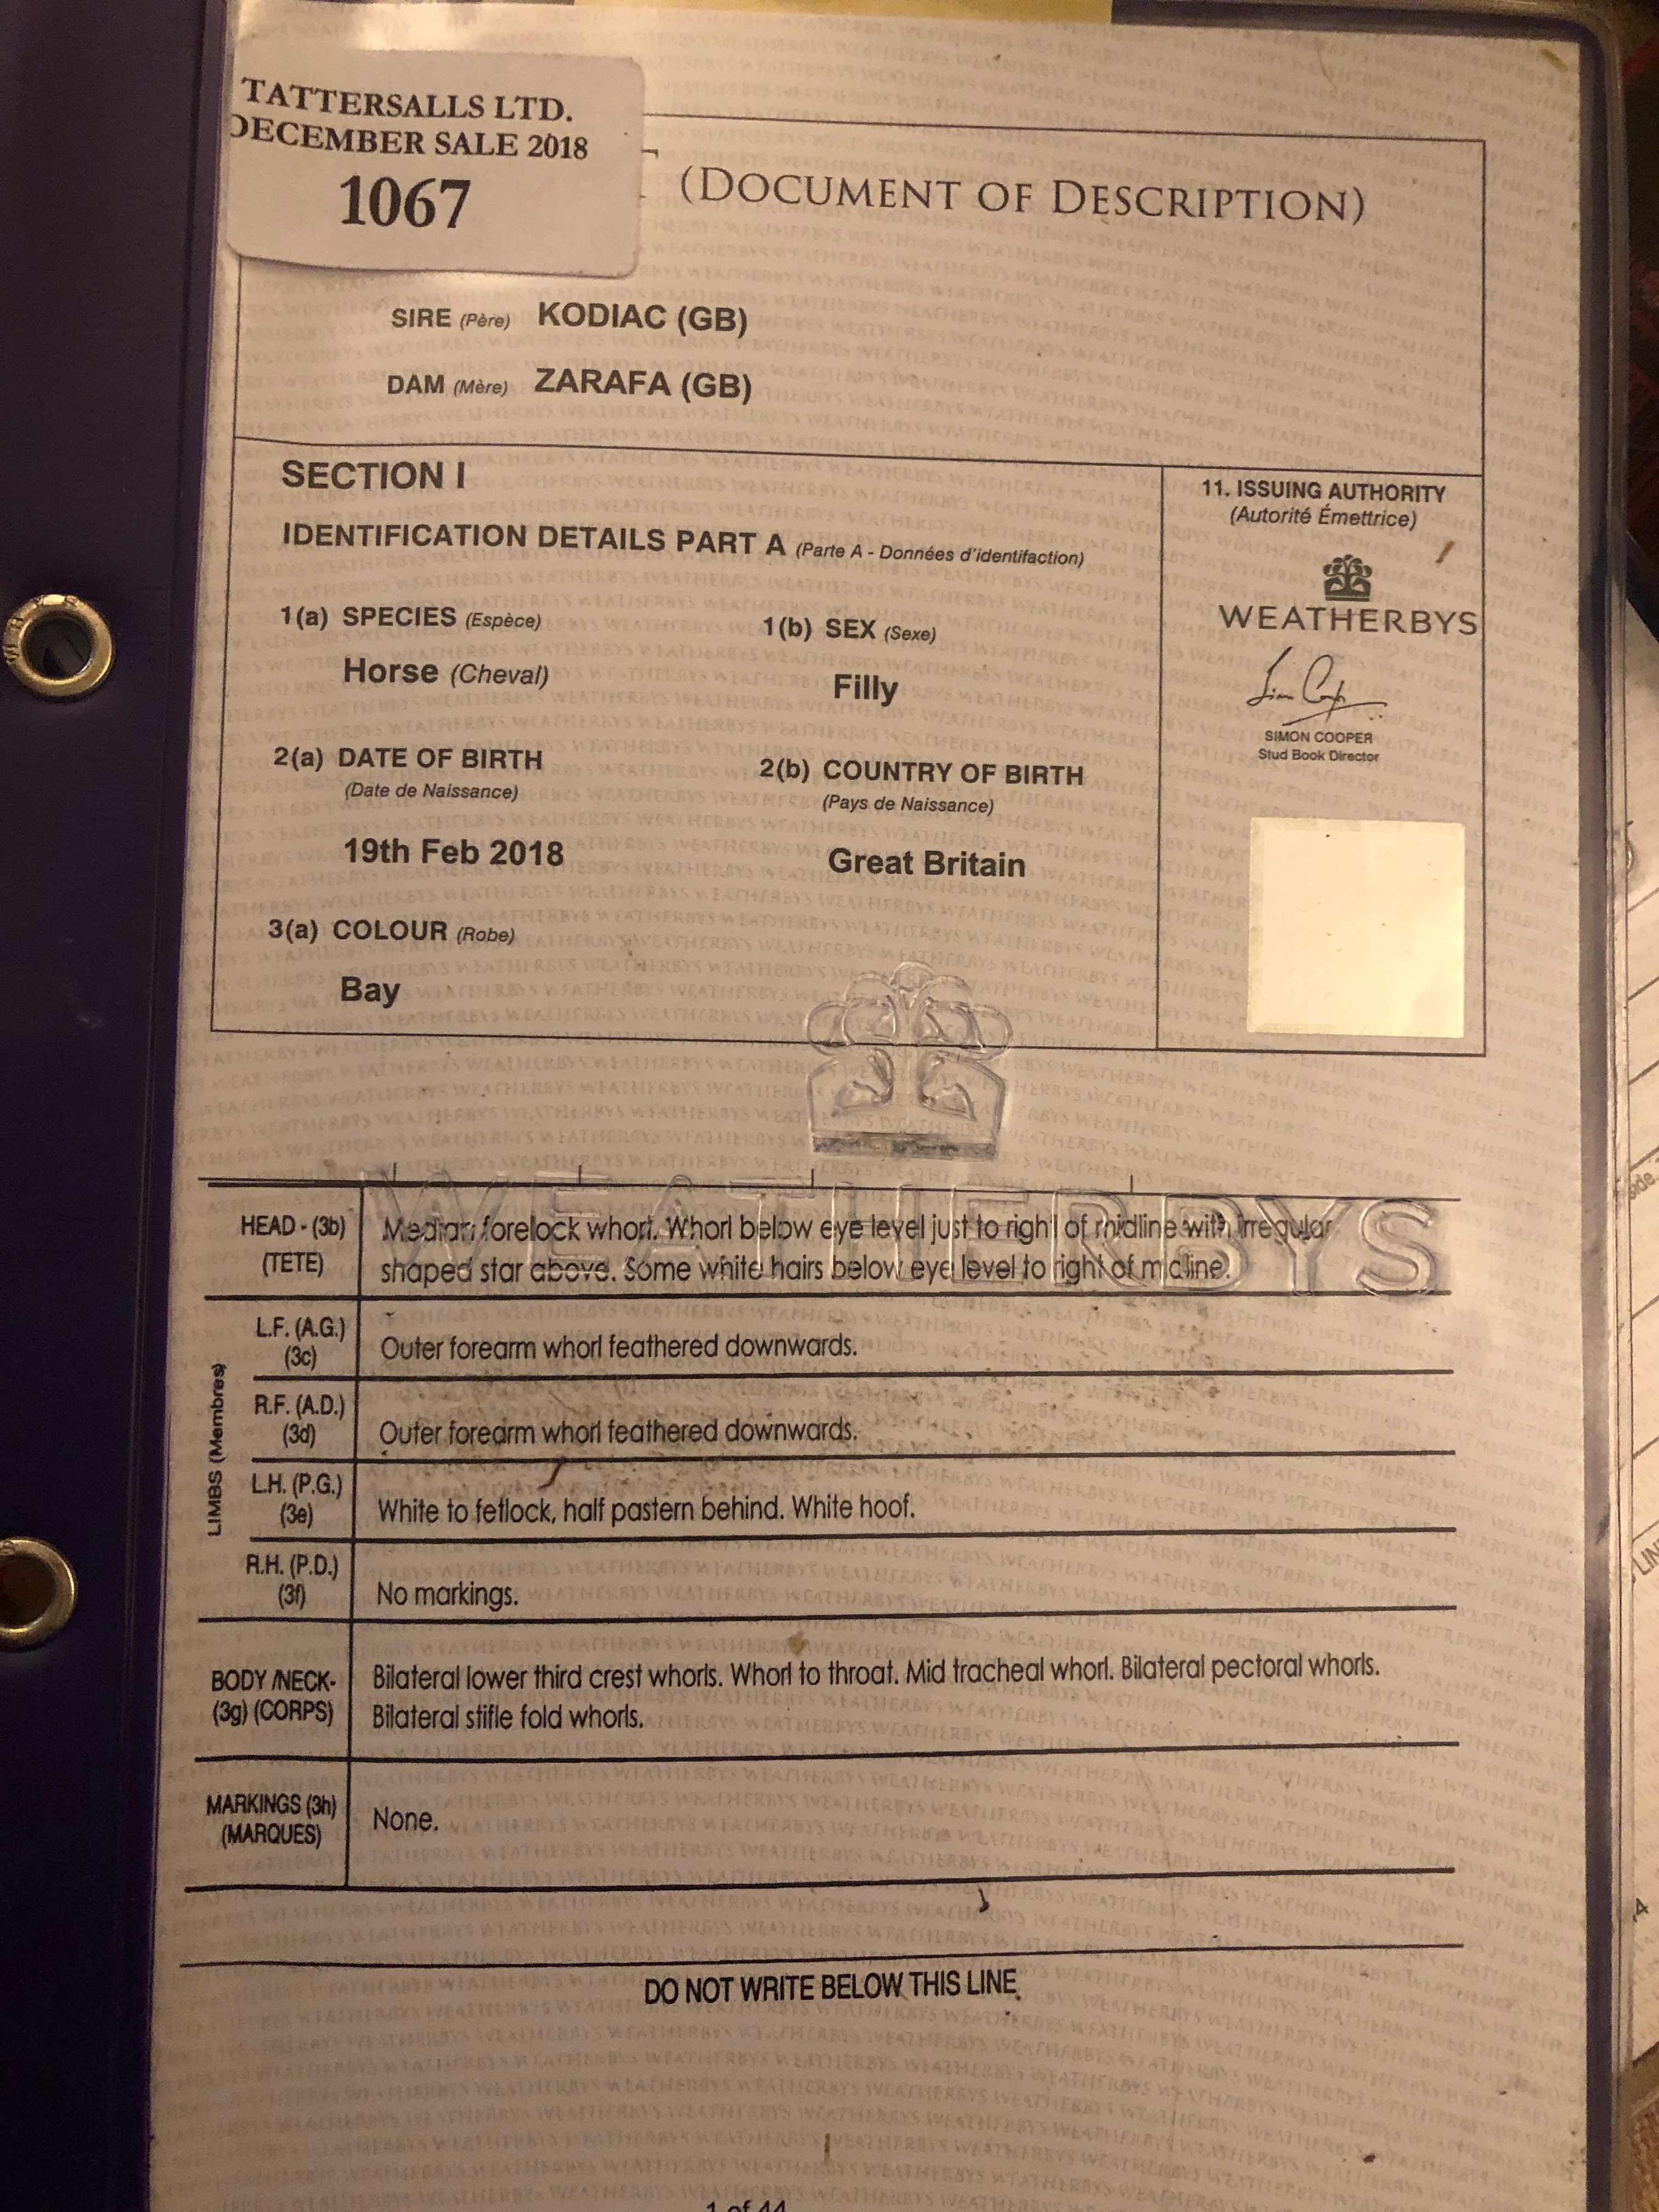 TATTERSALLS LTD.
DECEMBER SALE 2018
1067
(DOCUMENT OF DESCRIPTION)
SIRE (Père) KODIAC (GB)
DAM (Mère) ZARAFA (GB)
SECTION I
IDENTIFICATION DETAILS PART A (Parte A - Données d'identifaction)
1(a) SPECIES (Espèce)
1(b) SEX (Sexe)
Horse (Cheval)
Filly
2(a) DATE OF BIRTH
(Date de Naissance)
2(b) COUNTRY OF BIRTH
(Pays de Naissance)
19th Feb 2018
Great Britain
3(a) COLOUR (Robe)
Bay
11. ISSUING AUTHORITY
(Autorité Émettrice)
WEATHERBYS
SIMON COOPER
Stud Book Director
WEATHERBYS
HEAD - (3b)
(TETE)
Median forelock whorl. Whorl below eye level just to right of midline with irregular
shaped star above. Some white hairs below eye level to right of midline.
LIMBS (Membres)
L.F. (A.G.)
(3c)
Outer forearm whorl feathered downwards.
R.F. (A.D.)
(3d)
Outer forearm whorl feathered downwards.
L.H. (P.G.)
(3e)
White to fetlock, half pastern behind. White hoof.
R.H. (P.D.)
(3f)
No markings.
BODY /NECK-
(3g) (CORPS)
Bilateral lower third crest whorls. Whorl to throat. Mid tracheal whorl. Bilateral pectoral whorls.
Bilateral stifle fold whorls.
MARKINGS (3h)
(MARQUES)
None.
DO NOT WRITE BELOW THIS LINE
1 of 44